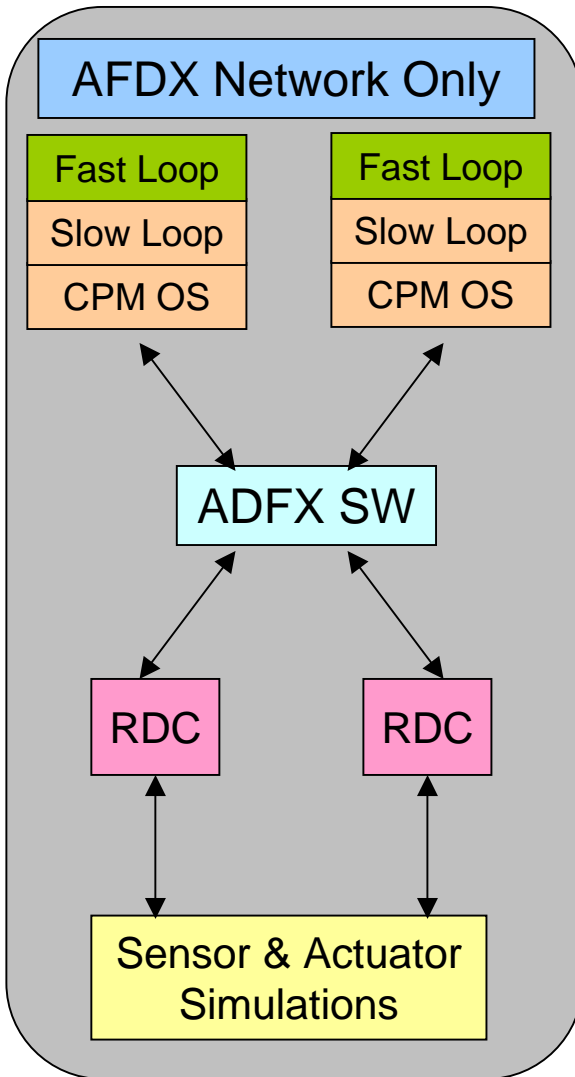 AFDX Network Only
Fast Loop
Slow Loop
CPM OS
Fast Loop
Slow Loop
CPM OS
ADFX SW
RDC
RDC
Sensor & Actuator
Simulations